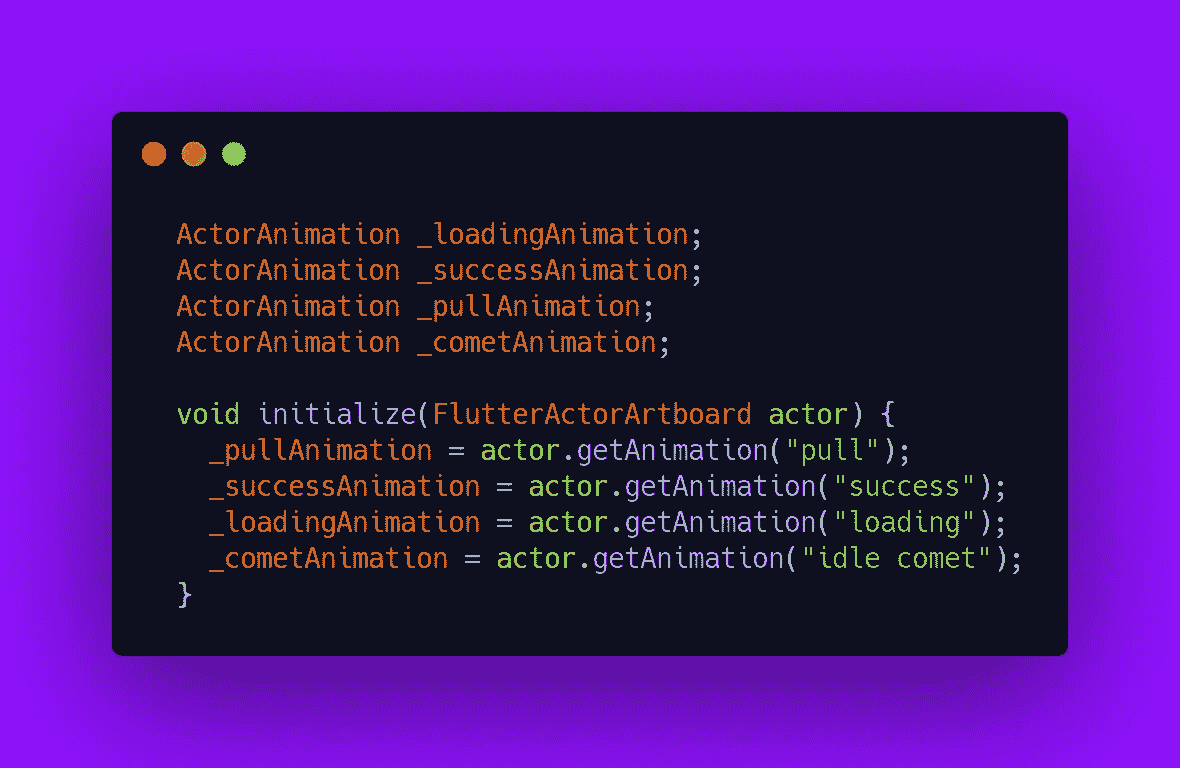 ActorAnimation _loadingAnimation;
ActorAnimation _successAnimation;
ActorAnimation _pullAnimation;
ActorAnimation _cometAnimation;

void initialize(FlutterActorArtboard actor) {
  _pullAnimation = actor.getAnimation("pull");
  _successAnimation = actor.getAnimation("success");
  _loadingAnimation = actor.getAnimation("loading");
  _cometAnimation = actor.getAnimation("idle comet");
}